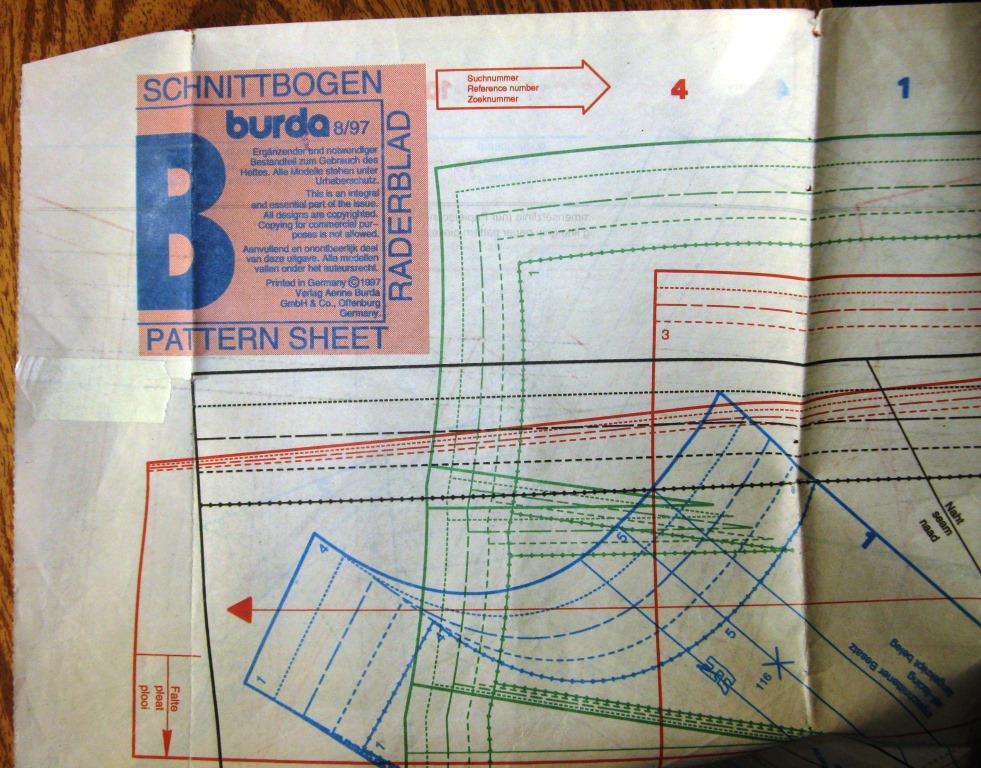 SCHNITTBOGEN
burda 8/97
B
Ergänzender und notwendiger
Bestandteil zum Gebrauch des
Heftes. Alle Modelle stehen unter
Urheberschutz.
This is an integral
and essential part of the issue.
All designs are copyrighted.
Copying for commercial pur-
poses is not allowed.
Aanvullend en onontbeerlijk deel
van deze uitgave. Alle modellen
vallen onder het auteursrecht.
Printed in Germany ©1997
Verlag Aenne Burda
GmbH & Co., Offenburg
Germany.
RADERBLAD
PATTERN SHEET
Suchnummer
Reference number
Zoeknummer
4
1
1
3
Naht
seam
naad
4
5
1
5
116
1
1
Falte
pleat
plooi